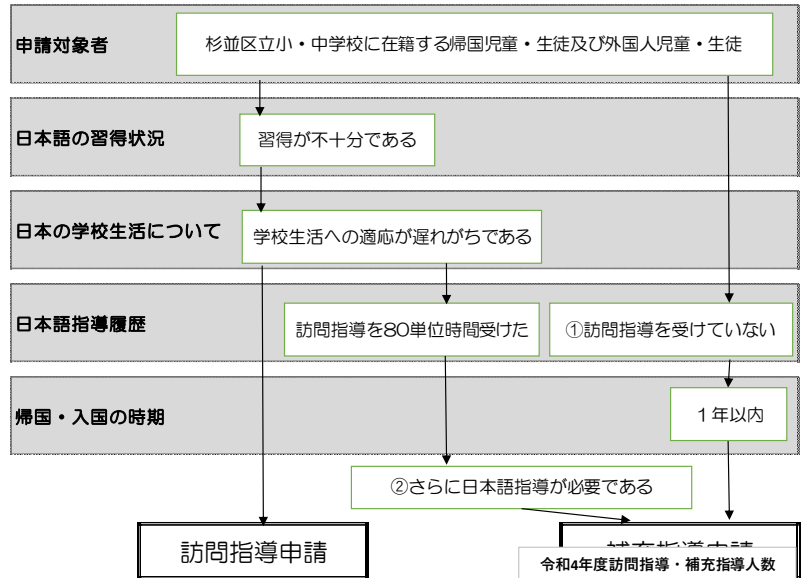 申請対象者
杉並区立小・中学校に在籍する帰国児童・生徒及び外国人児童・生徒
日本語の習得状況
習得が不十分である
日本の学校生活について
学校生活への適応が遅れがちである
日本語指導履歴
訪問指導を80単位時間受けた
①訪問指導を受けていない
帰国・入国の時期
1年以内
②さらに日本語指導が必要である
訪問指導申請
補充指導申請
令和4年度訪問指導・補充指導人数